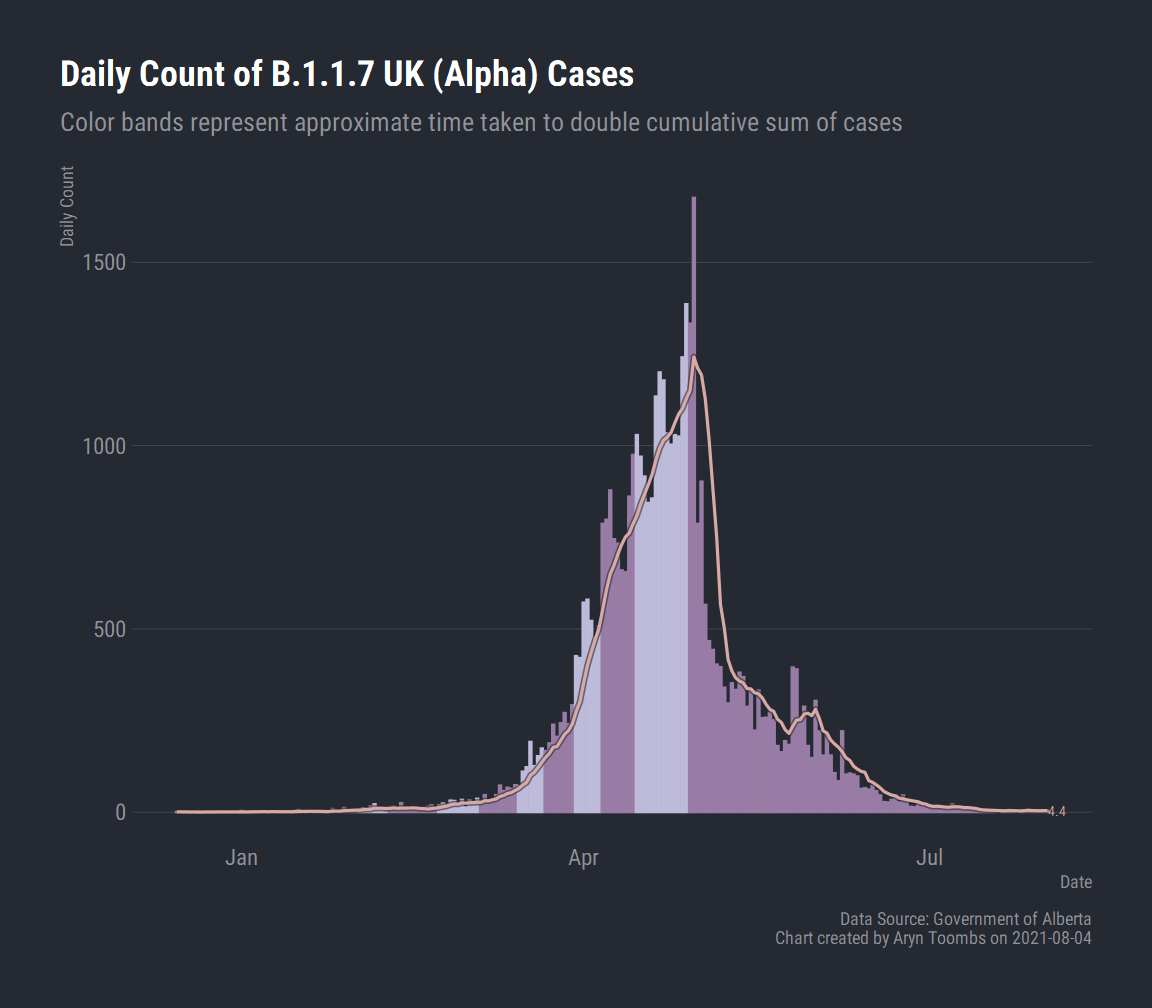 Daily Count of B.1.1.7 UK (Alpha) Cases
Color bands represent approximate time taken to double cumulative sum of cases
Daily Count
1500
1000
500
0
4.4
Jan Apr Jul
Date
Data Source: Government of Alberta
Chart created by Aryn Toombs on 2021-08-04